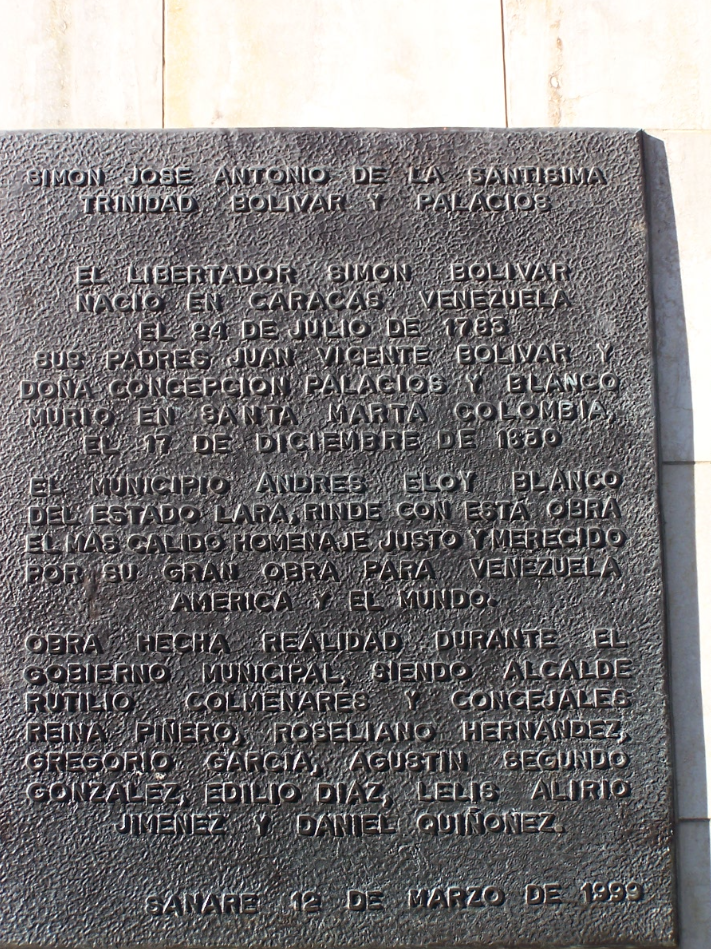 SIMON JOSE ANTONIO DE LA SANTISIMA
TRINIDAD BOLIVAR Y PALACIOS
EL LIBERTADOR SIMON BOLIVAR
NACIO EN CARACAS VENEZUELA
EL 24 DE JULIO DE 1783
SUS PADRES JUAN VICENTE BOLIVAR Y
DOÑA CONCEPCION PALACIOS Y BLANCO
MURIO EN SANTA MARTA COLOMBIA,
EL 17 DE DICIEMBRE DE 1830
EL MUNICIPIO ANDRES ELOY BLANCO
DEL ESTADO LARA, RINDE CON ESTA OBRA
EL MAS CALIDO HOMENAJE JUSTO Y MERECIDO
POR SU GRAN OBRA PARA VENEZUELA
AMERICA Y EL MUNDO.
OBRA HECHA REALIDAD DURANTE EL
GOBIERNO MUNICIPAL, SIENDO ALCALDE
RUTILIO COLMENARES Y CONCEJALES
REINA PIÑERO, ROSELIANO HERNANDEZ,
GREGORIO GARCIA, AGUSTIN SEGUNDO
GONZALEZ, EDILIO DIAZ, LELIS ALIRIO
JIMENEZ Y DANIEL QUIÑONEZ.
SANARE 12 DE MARZO DE 1999